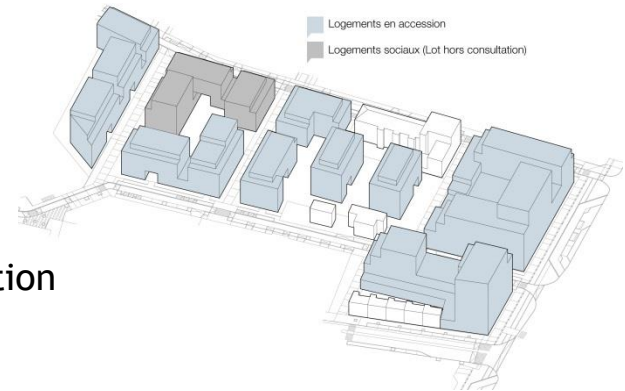 Logements en accession
Logements sociaux (Lot hors consultation)
tion